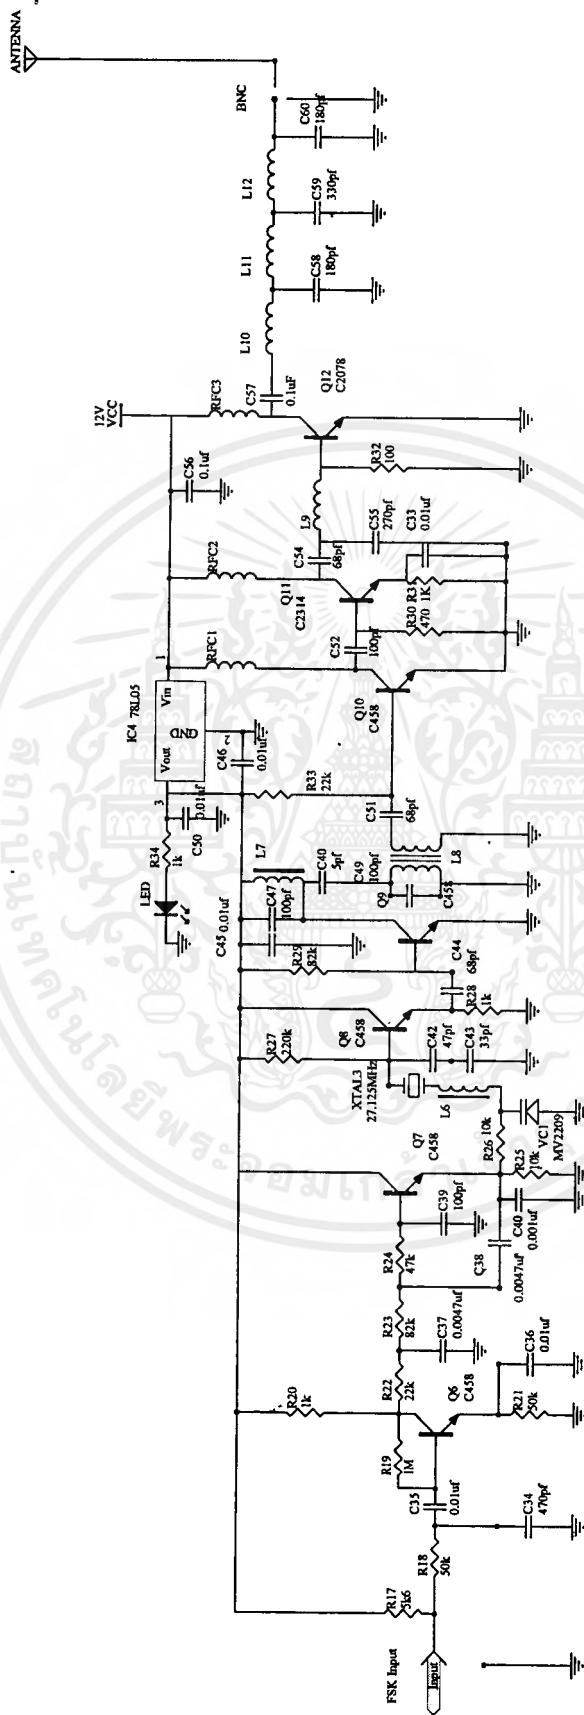 ANTENNA
BNC
C60
180pf
L12
C59
330pf
L11
C58
180pf
L10
C57
0.1uF
RFC3
12V
VCC
Q12
C2078
C56
0.1uf
R32
100
L9
C55
270pf
C33
0.01uf
C54
68pf
RFC2
Q11
C2314
R31
1K
R30
470
C52
100pf
RFC1
1
IC4 78L05
Vin
GND
Vout
2
3
Q10
C458
C46
0.01uf
R33
22k
C51
68pf
C50
0.01uf
R34
1k
LED
L7
L8
C40
5pf
C49
100pf
Q9
C458
C47
100pf
C45
0.01uf
R29
82k
C44
68pf
R28
1k
Q8
C458
R27
220k
C42
47pf
C43
33pf
XTAL3
27.125MHz
L6
VC1
MV2209
R26
10k
R25
10k
Q7
C458
C40
0.001uf
C39
100pf
C38
0.0047uf
R24
47k
R23
82k
C37
0.0047uf
R22
22k
C36
0.01uf
R21
50k
Q6
C458
R20
1k
R19
1M
C35
0.01uf
C34
470pf
R18
50k
R17
5k6
FSK Input
Input